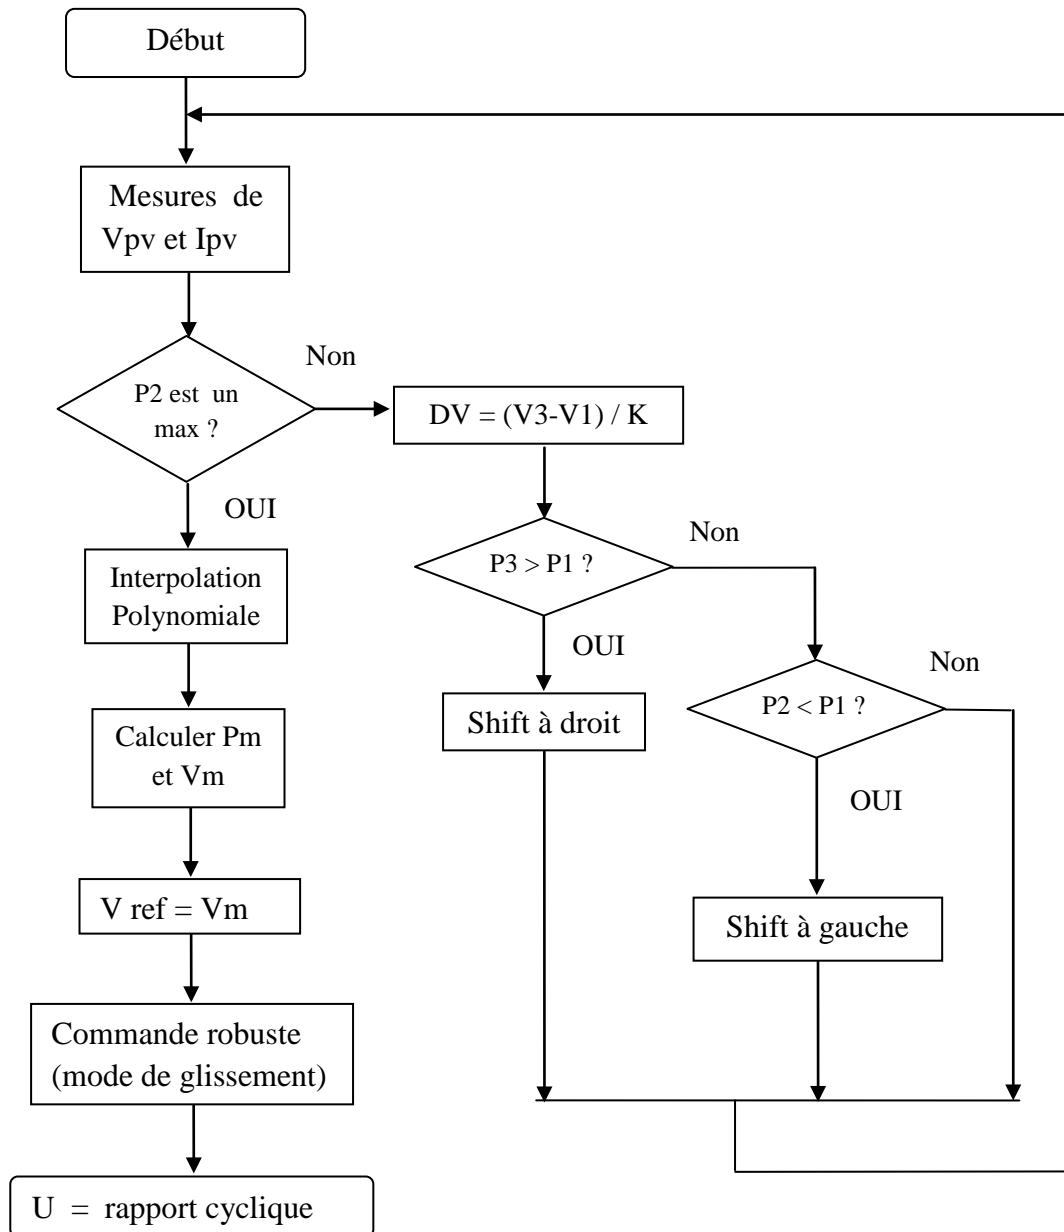 Début
Mesures de
Vpv et Ipv
P2 est un
max ?
Non
DV = (V3-V1) / K
OUI
P3 > P1 ?
Non
Interpolation
Polynomiale
OUI
Shift à droit
P2 < P1 ?
Non
Calculer Pm
et Vm
OUI
V ref = Vm
Shift à gauche
Commande robuste
(mode de glissement)
U = rapport cyclique